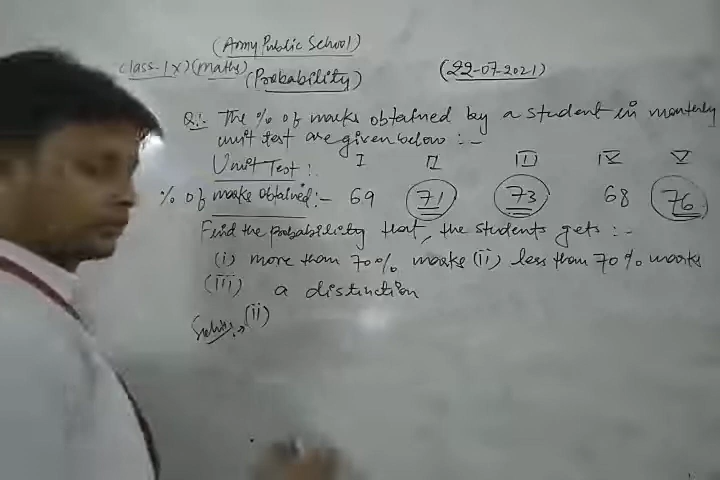 (Army Public School)
class-IX) (maths) (Probability) (22-07-2021)
Q.1. The % of marks obtained by a student in monthly
unit test are given below :-
Unit Test : I II III IV V
% of marks obtained :- 69 71 73 68 76
Find the probability that, the students gets :-
(i) more than 70% marks (ii) less than 70% marks
(iii) a distinction
(ii)